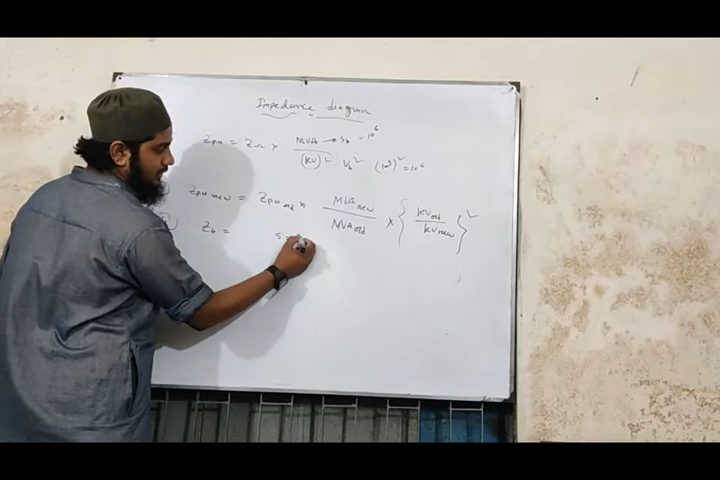 Impedance diagram
Zpu = ZΩ × MVA → Sb = 10^6 / (KV)^2 Vb^2 (10^3)^2 = 10^6
) Zpu new = Zpu old × MVA new / MVA old × { KV old / KV new }^2
) Zb = S